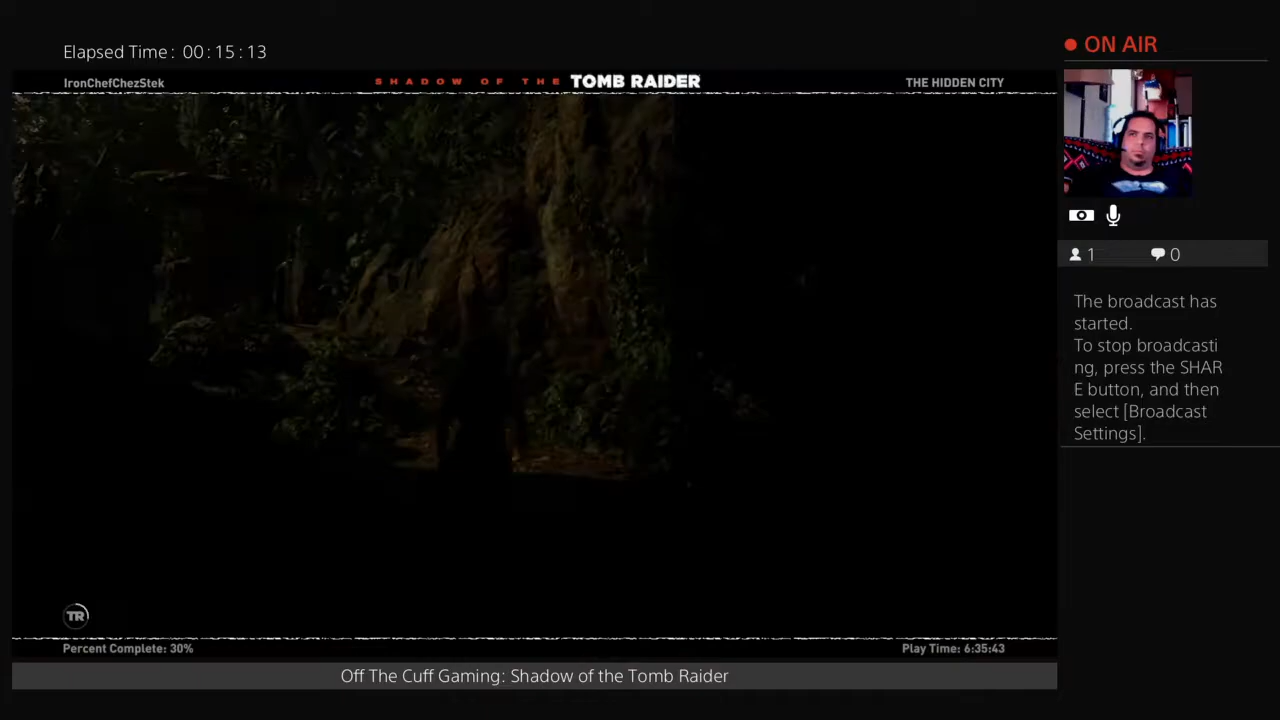 Elapsed Time: 00:15:13
ON AIR
IronChefChezStek
SHADOW OF THE TOMB RAIDER
THE HIDDEN CITY
1
0
The broadcast has
started.
To stop broadcasti
ng, press the SHAR
E button, and then
select [Broadcast
Settings].
TR
Percent Complete: 30%
Play Time: 6:35:43
Off The Cuff Gaming: Shadow of the Tomb Raider